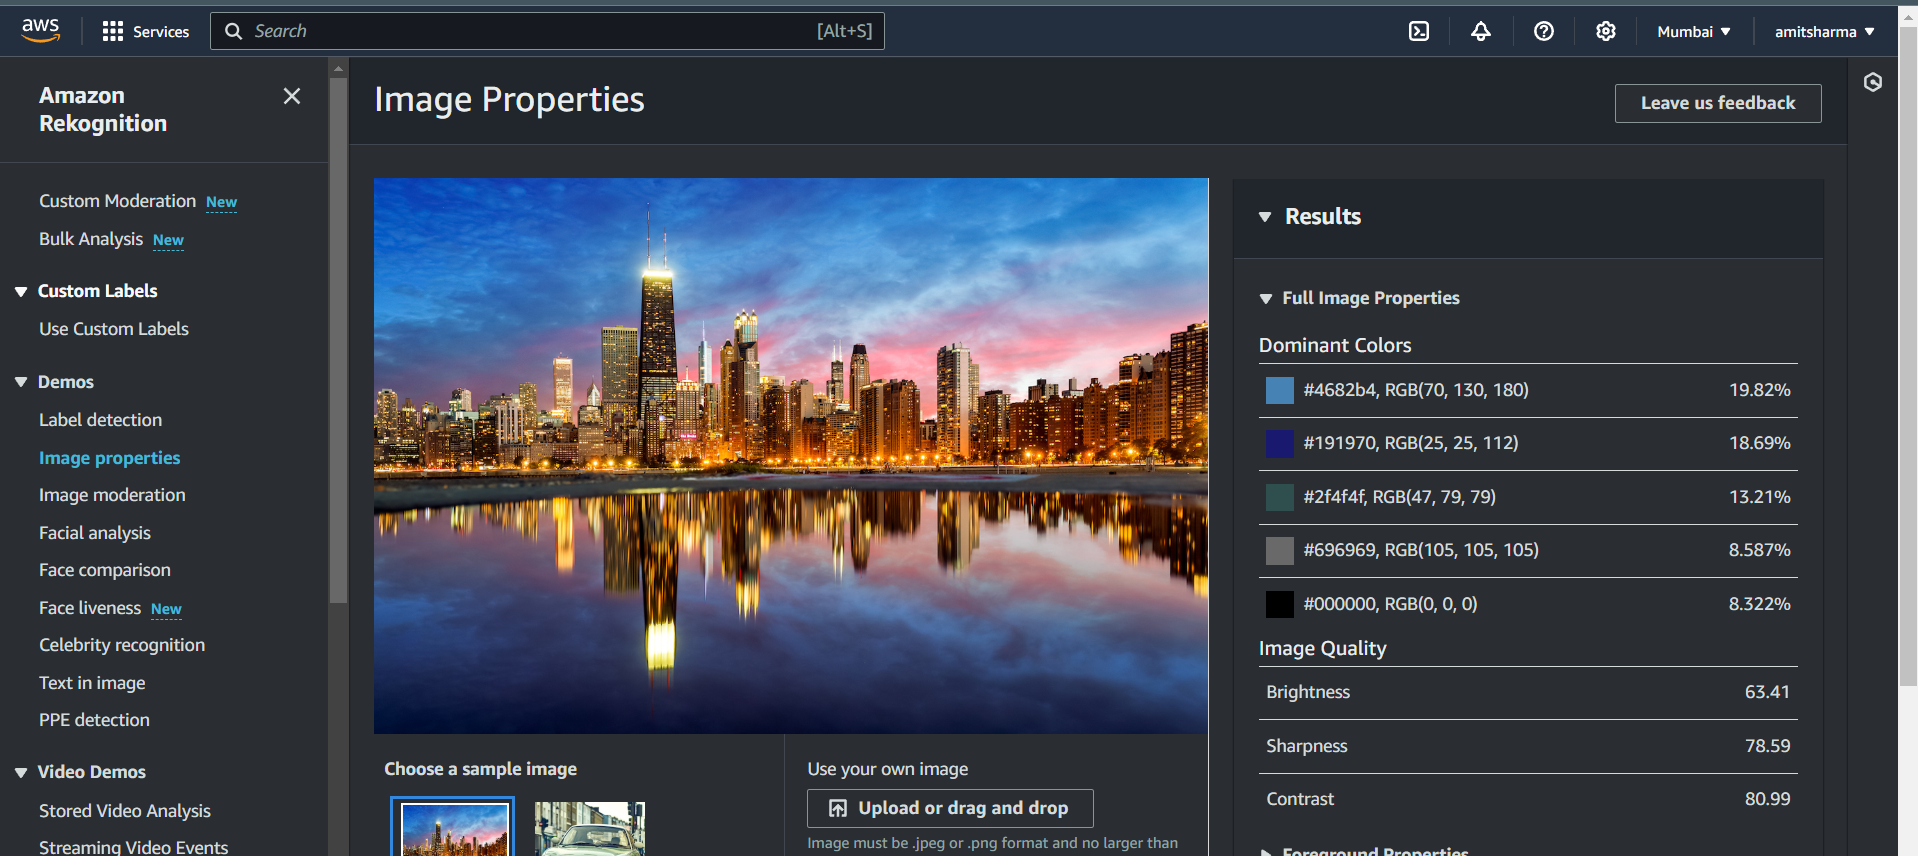 aws
Services
Search
[Alt+S]
Mumbai
amitsharma
Amazon
Rekognition
Custom Moderation New
Bulk Analysis New
Custom Labels
Use Custom Labels
Demos
Label detection
Image properties
Image moderation
Facial analysis
Face comparison
Face liveness New
Celebrity recognition
Text in image
PPE detection
Video Demos
Stored Video Analysis
Streaming Video Events
Image Properties
Leave us feedback
Choose a sample image
Use your own image
Upload or drag and drop
Image must be .jpeg or .png format and no larger than
Results
Full Image Properties
Dominant Colors
#4682b4, RGB(70, 130, 180) 19.82%
#191970, RGB(25, 25, 112) 18.69%
#2f4f4f, RGB(47, 79, 79) 13.21%
#696969, RGB(105, 105, 105) 8.587%
#000000, RGB(0, 0, 0) 8.322%
Image Quality
Brightness 63.41
Sharpness 78.59
Contrast 80.99
Foreground Properties